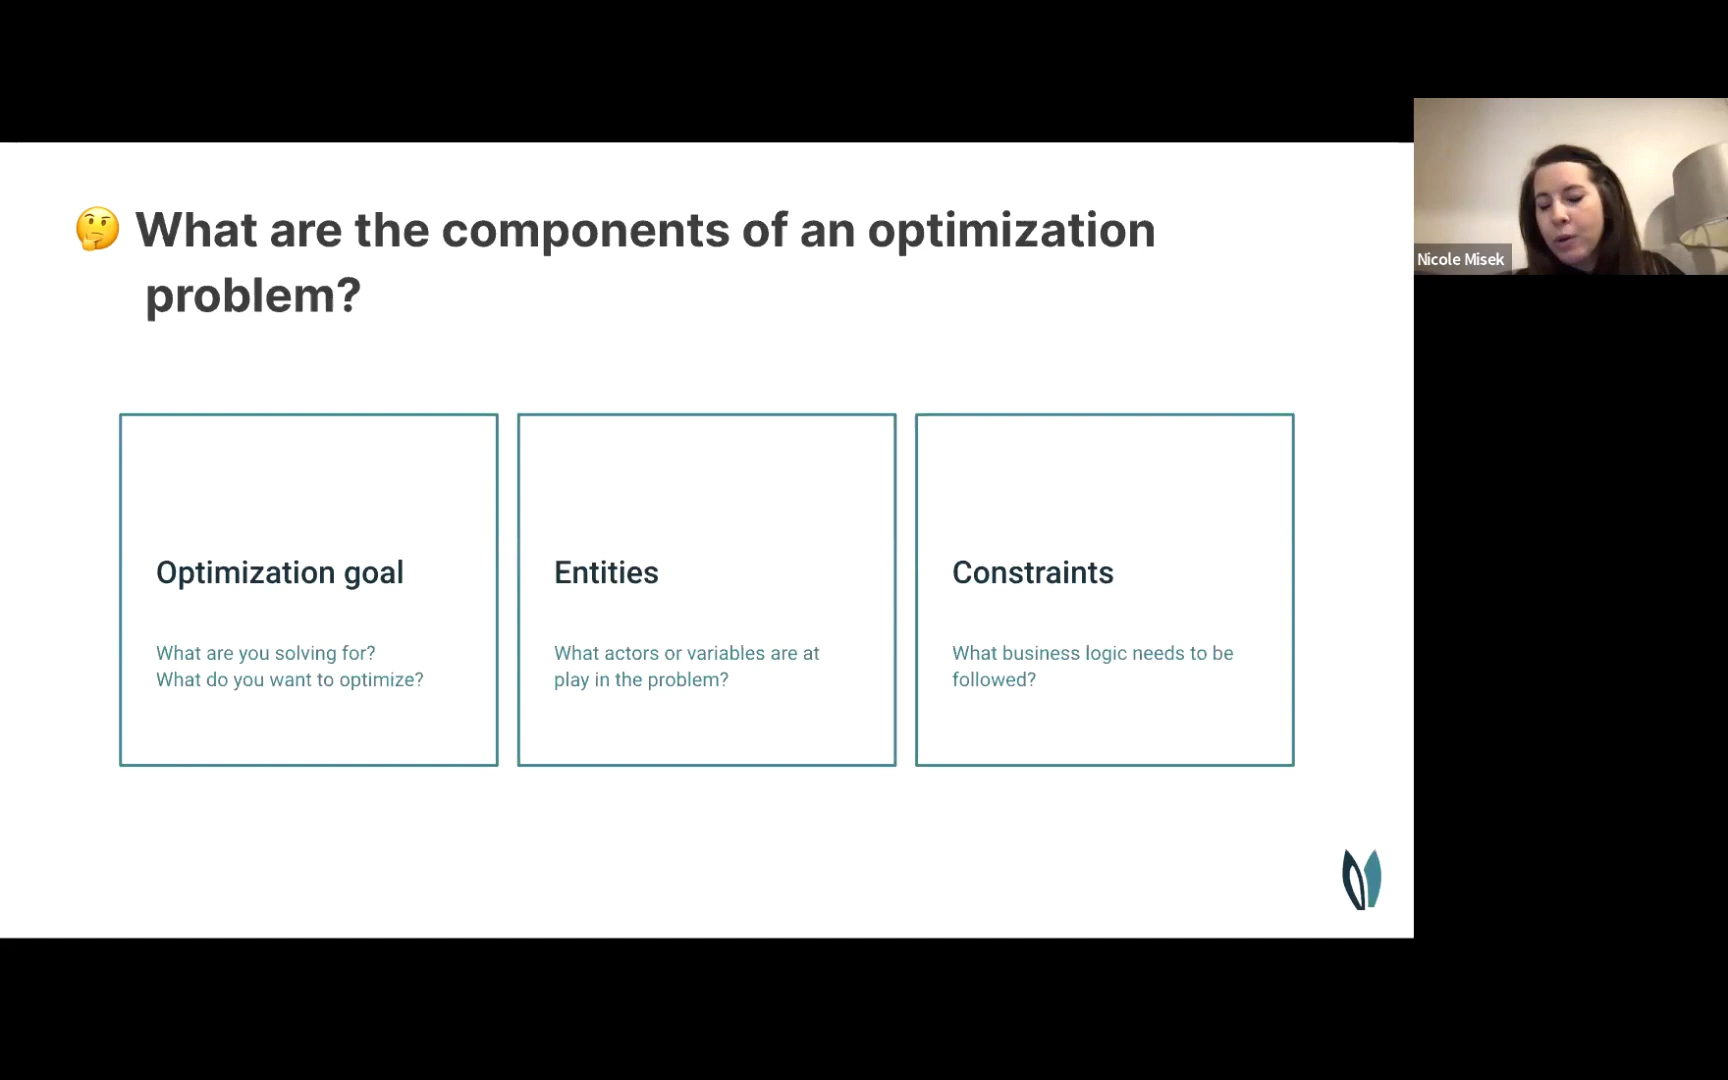 🤔 What are the components of an optimization
problem?
Optimization goal
What are you solving for?
What do you want to optimize?
Entities
What actors or variables are at
play in the problem?
Constraints
What business logic needs to be
followed?
Nicole Misek